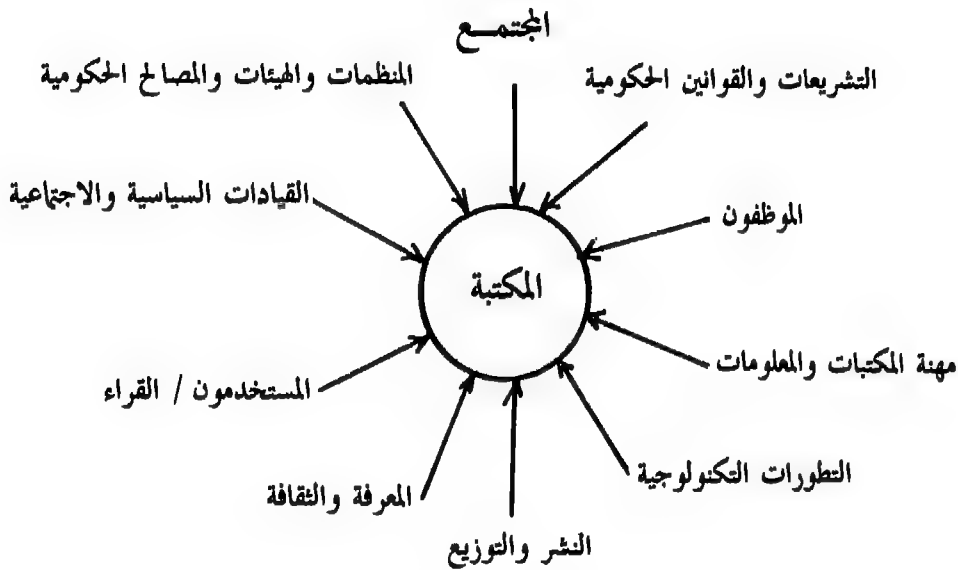 المجتمـــع
التشريعات والقوانين الحكومية
المنظمات والهيئات والمصالح الحكومية
القيادات السياسية والاجتماعية
الموظفون
المكتبة
مهنة المكتبات والمعلومات
المستخدمون / القراء
التطورات التكنولوجية
المعرفة والثقافة
النشر والتوزيع